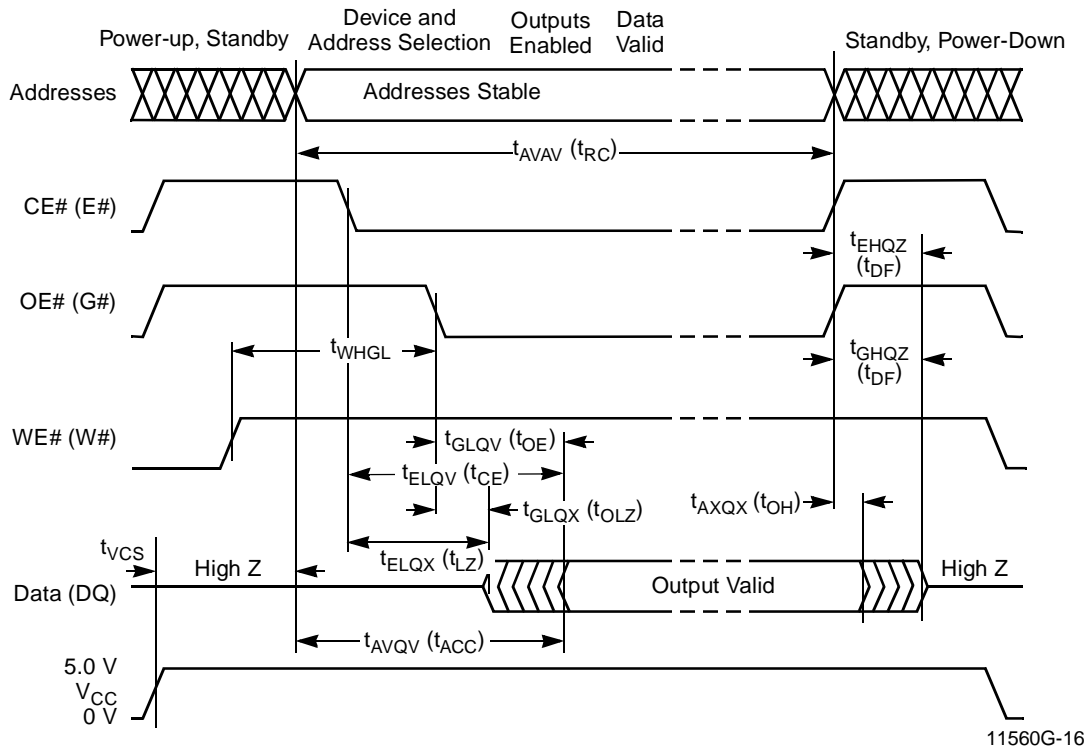 Power-up, Standby
Device and
Address Selection
Outputs
Enabled
Data
Valid
Standby, Power-Down
Addresses
Addresses Stable
tAVAV (tRC)
CE# (E#)
tEHQZ
(tDF)
OE# (G#)
tWHGL
tGHQZ
(tDF)
WE# (W#)
tGLQV (tOE)
tELQV (tCE)
tGLQX (tOLZ)
tAXQX (tOH)
tVCS
tELQX (tLZ)
High Z
Data (DQ)
Output Valid
High Z
tAVQV (tACC)
5.0 V
VCC
0 V
11560G-16